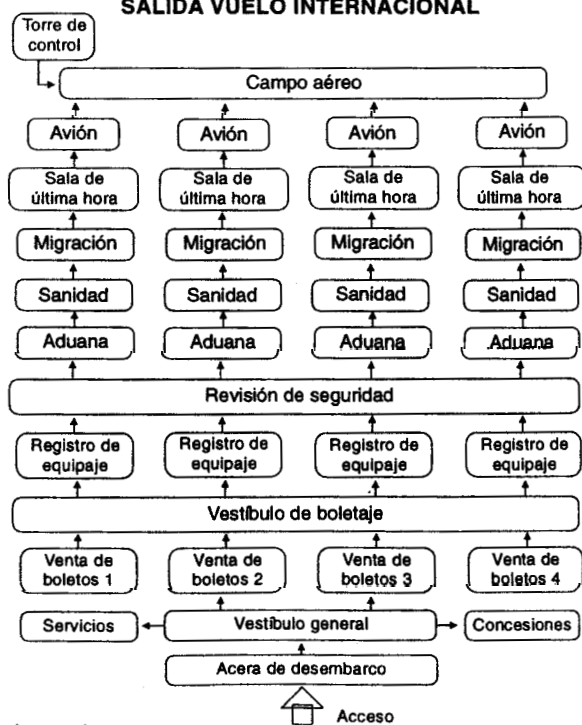 SALIDA VUELO INTERNACIONAL
Torre de
control
Campo aéreo
Avión Avión Avión Avión
Sala de Sala de Sala de Sala de
última hora última hora última hora última hora
Migración Migración Migración Migración
Sanidad Sanidad Sanidad Sanidad
Aduana Aduana Aduana Aduana
Revisión de seguridad
Registro de Registro de Registro de Registro de
equipaje equipaje equipaje equipaje
Vestíbulo de boletaje
Venta de Venta de Venta de Venta de
boletos 1 boletos 2 boletos 3 boletos 4
Servicios Vestíbulo general Concesiones
Acera de desembarco
Acceso